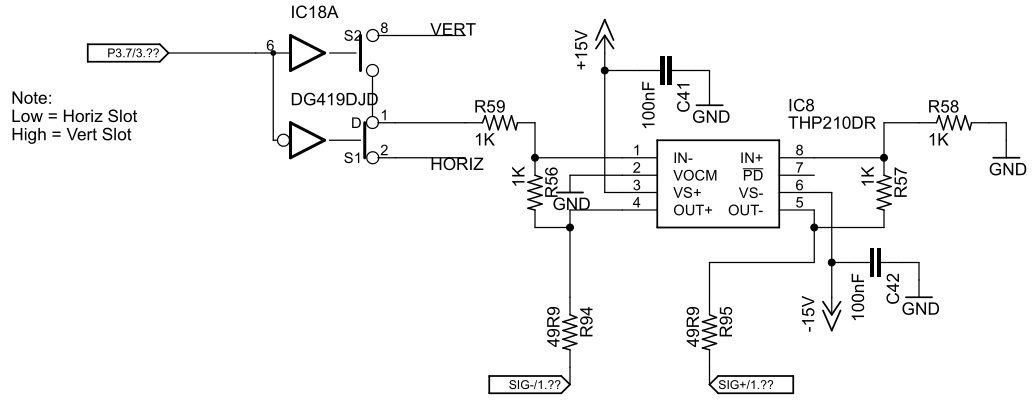 IC18A
S2 8 VERT
P3.7/3.??
6
+15V
100nF
C41
GND
Note:
Low = Horiz Slot
High = Vert Slot
DG419DJD
D 1
S1 2
HORIZ
R59
1K
1K
R56
GND
IC8
THP210DR
1 IN- IN+ 8
2 VOCM PD 7
3 VS+ VS- 6
4 OUT+ OUT- 5
R58
1K
GND
1K
R57
-15V
100nF
C42
GND
49R9
R94
49R9
R95
SIG-/1.??
SIG+/1.??